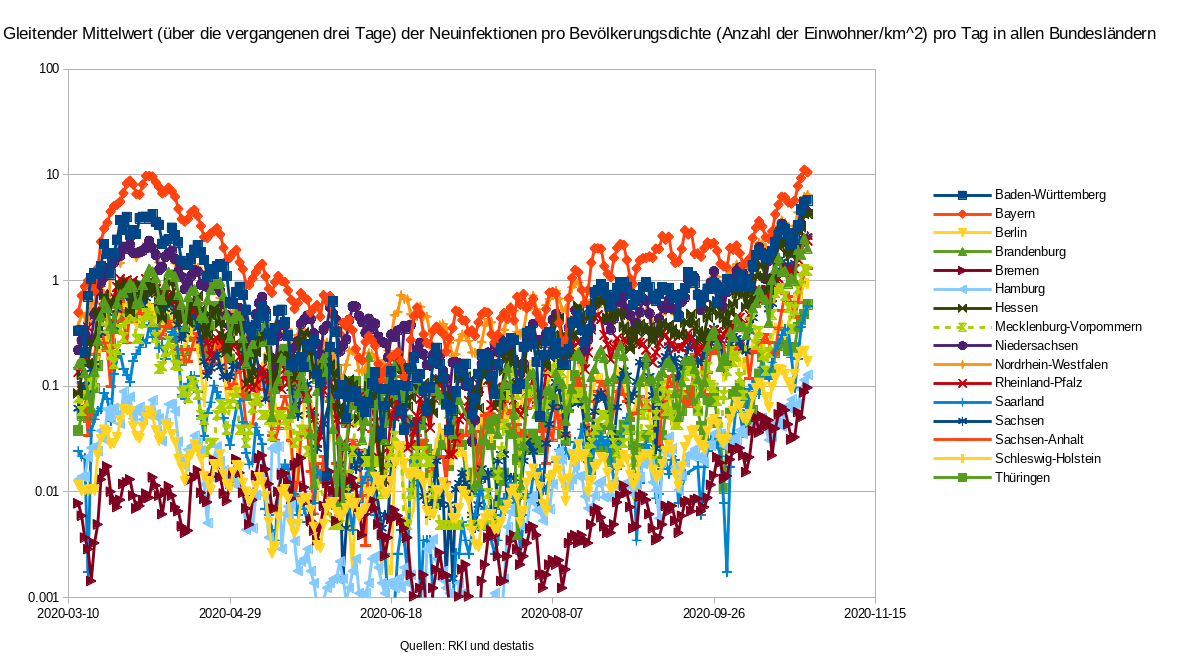 Gleitender Mittelwert (über die vergangenen drei Tage) der Neuinfektionen pro Bevölkerungsdichte (Anzahl der Einwohner/km^2) pro Tag in allen Bundesländern
100
10
1
0.1
0.01
0.001
2020-03-10
2020-04-29
2020-06-18
2020-08-07
2020-09-26
2020-11-15
Baden-Württemberg
Bayern
Berlin
Brandenburg
Bremen
Hamburg
Hessen
Mecklenburg-Vorpommern
Niedersachsen
Nordrhein-Westfalen
Rheinland-Pfalz
Saarland
Sachsen
Sachsen-Anhalt
Schleswig-Holstein
Thüringen
Quellen: RKI und destatis